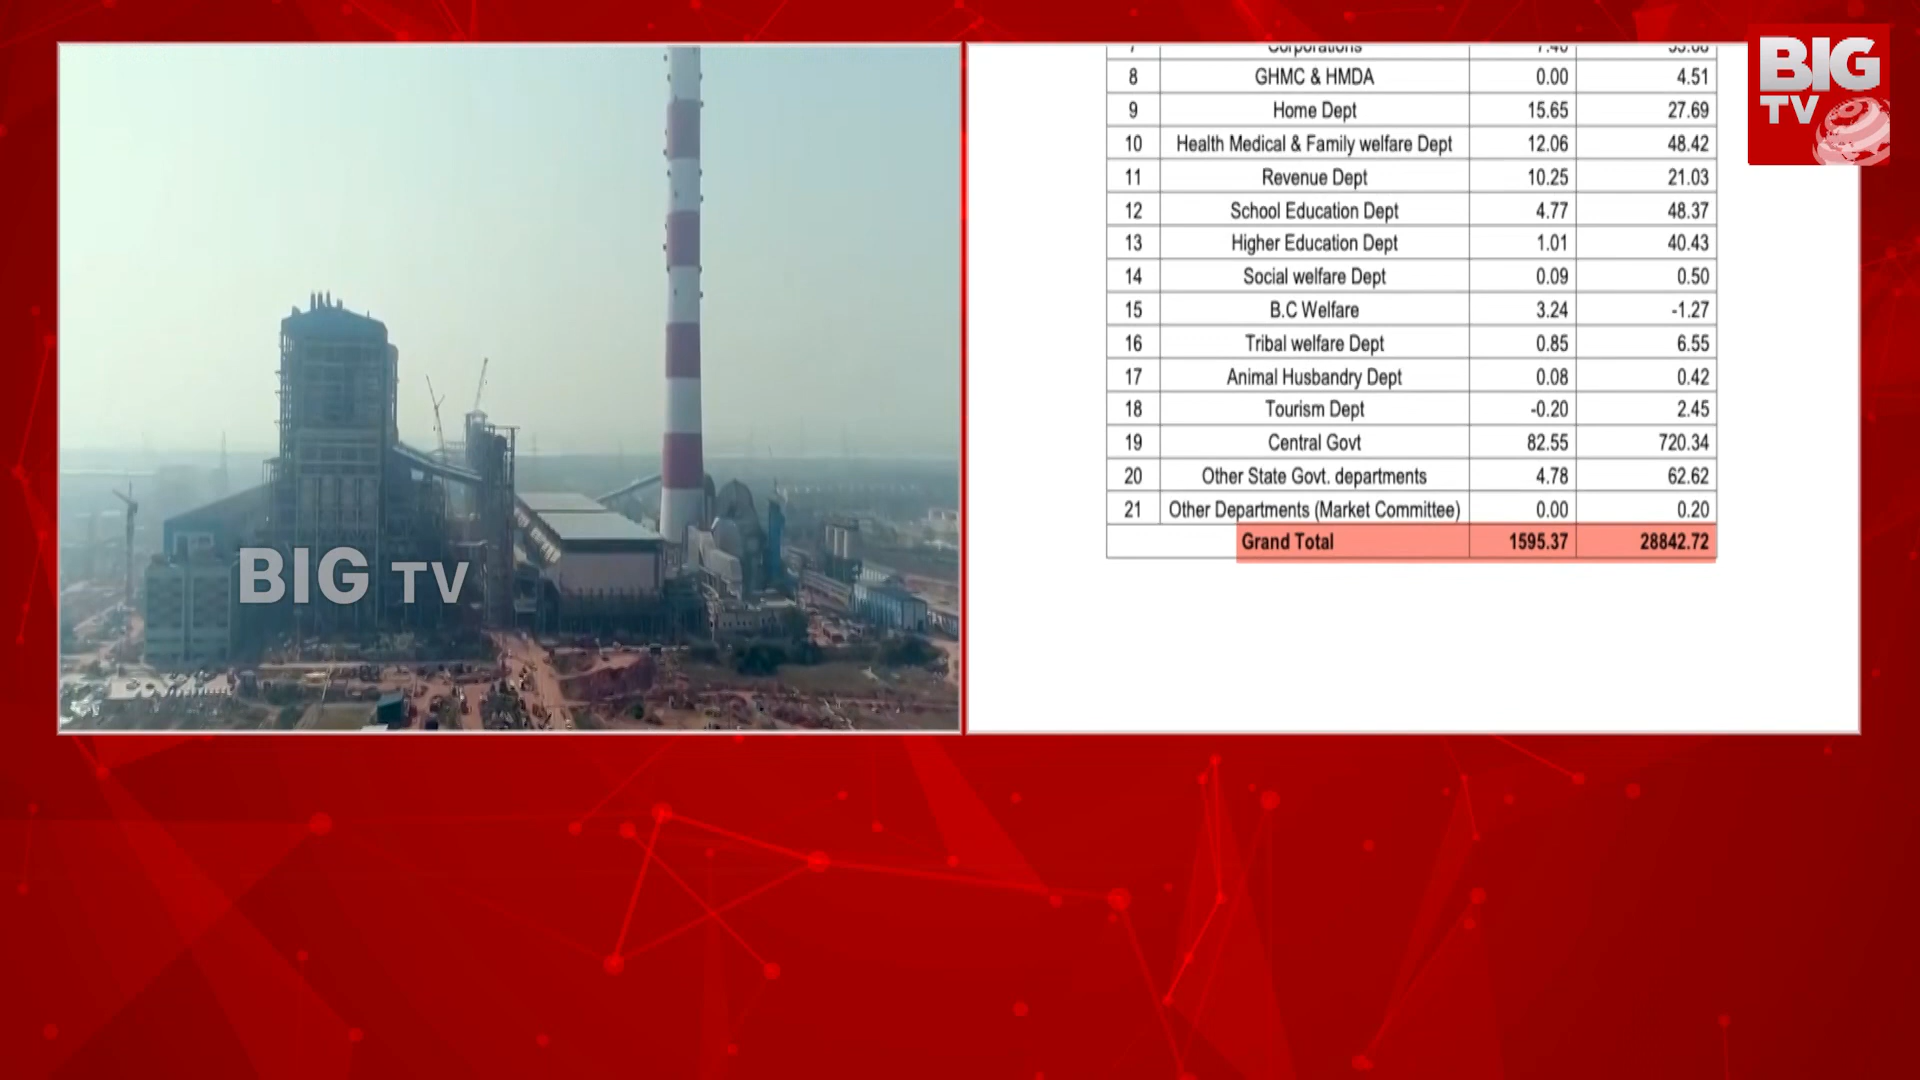 BIG
TV
BIG TV
7 Corporations 7.40
8 GHMC & HMDA 0.00 4.51
9 Home Dept 15.65 27.69
10 Health Medical & Family welfare Dept 12.06 48.42
11 Revenue Dept 10.25 21.03
12 School Education Dept 4.77 48.37
13 Higher Education Dept 1.01 40.43
14 Social welfare Dept 0.09 0.50
15 B.C Welfare 3.24 -1.27
16 Tribal welfare Dept 0.85 6.55
17 Animal Husbandry Dept 0.08 0.42
18 Tourism Dept -0.20 2.45
19 Central Govt 82.55 720.34
20 Other State Govt. departments 4.78 62.62
21 Other Departments (Market Committee) 0.00 0.20
Grand Total 1595.37 28842.72